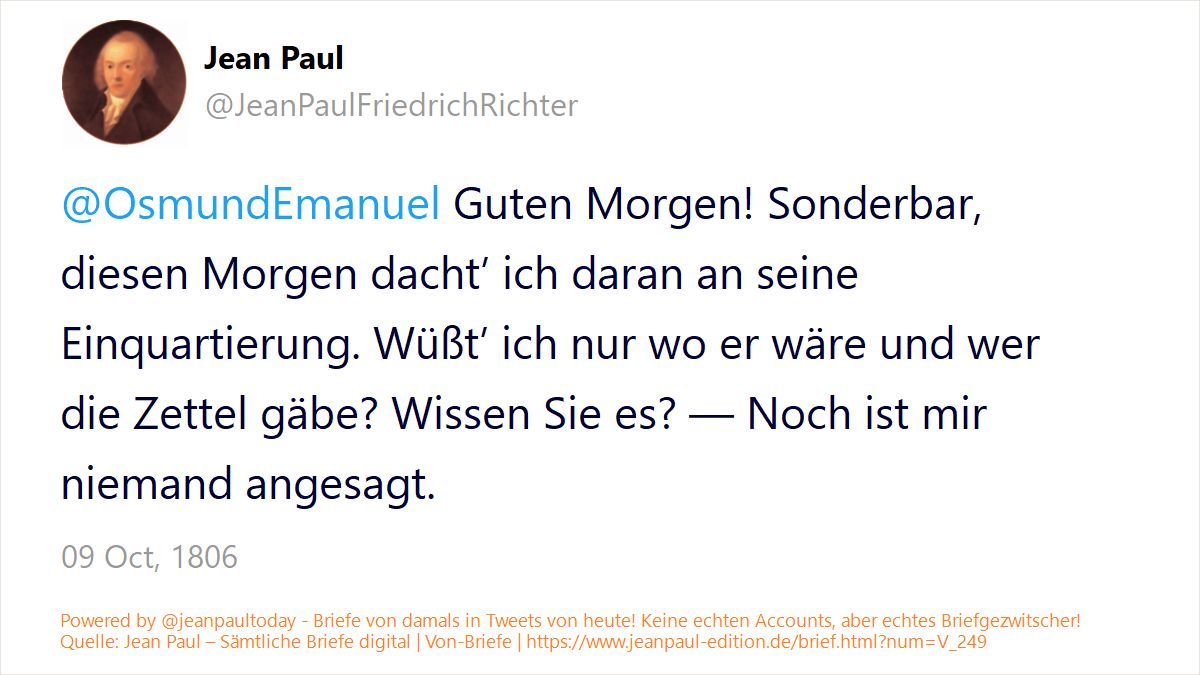 Jean Paul
@JeanPaulFriedrichRichter
@OsmundEmanuel Guten Morgen! Sonderbar,
diesen Morgen dacht’ ich daran an seine
Einquartierung. Wüßt’ ich nur wo er wäre und wer
die Zettel gäbe? Wissen Sie es? — Noch ist mir
niemand angesagt.
09 Oct, 1806
Powered by @jeanpaultoday - Briefe von damals in Tweets von heute! Keine echten Accounts, aber echtes Briefgezwitscher!
Quelle: Jean Paul – Sämtliche Briefe digital | Von-Briefe | https://www.jeanpaul-edition.de/brief.html?num=V_249